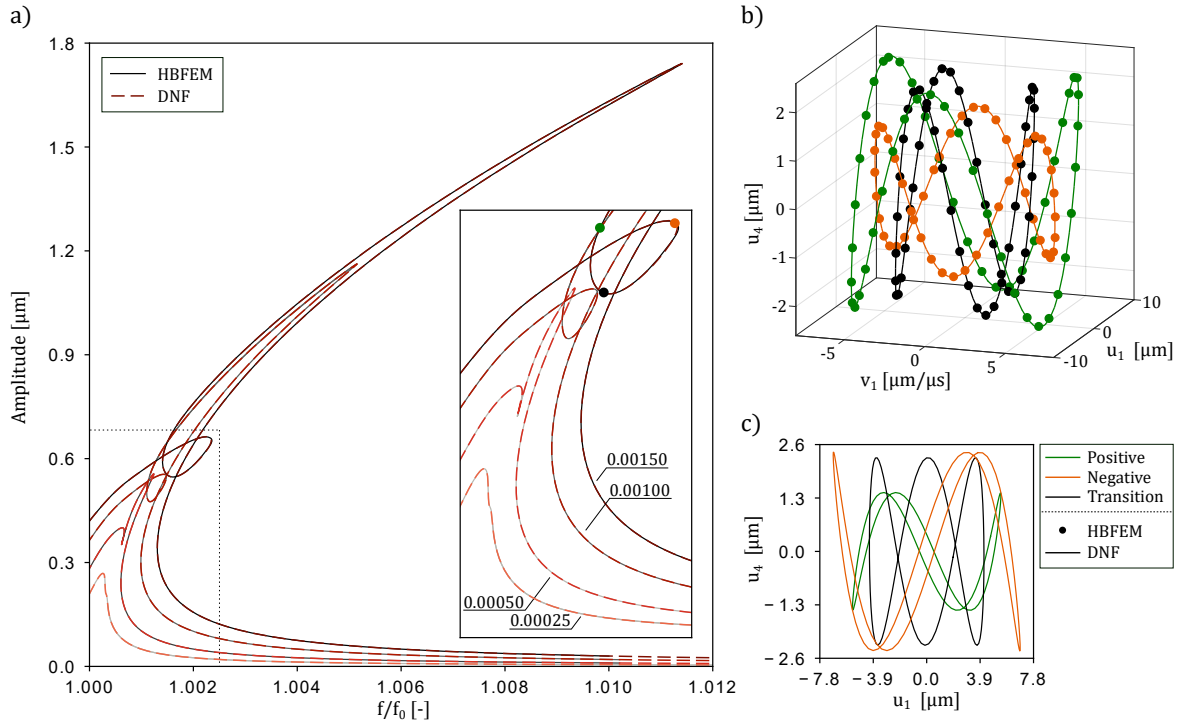 a)
1.8
1.5
1.2
0.9
0.6
0.3
0.0
Amplitude [μm]
HBFEM
DNF
0.00150
0.00100
0.00050
0.00025
1.000
1.002
1.004
1.006
1.008
1.010
1.012
f/f0 [-]
b)
2
1
0
-1
-2
u4 [μm]
-5
0
5
v1 [μm/μs]
-10
0
10
u1 [μm]
c)
2.6
1.3
0.0
−1.3
−2.6
u4 [μm]
−7.8
−3.9
0.0
3.9
7.8
u1 [μm]
Positive
Negative
Transition
HBFEM
DNF